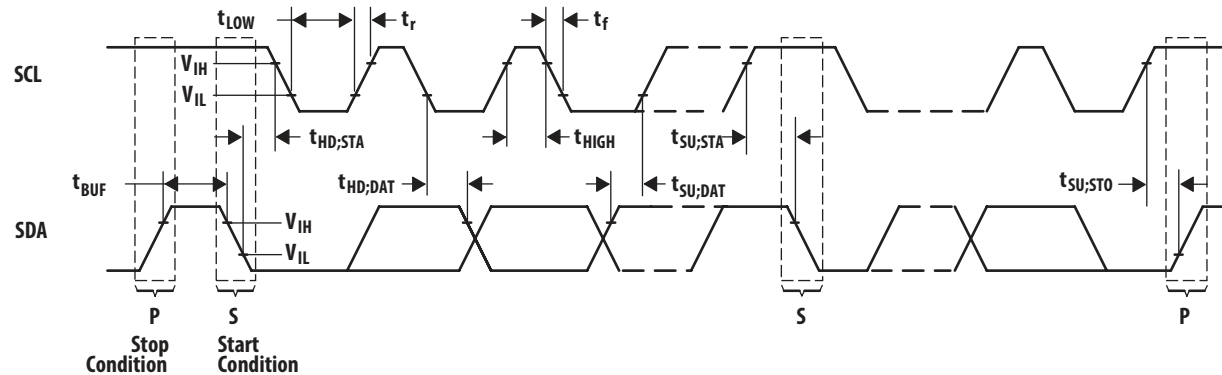 tLOW
tr
tf
SCL
VIH
VIL
tHD;STA
tHIGH
tSU;STA
tBUF
tHD;DAT
tSU;DAT
tSU;STO
SDA
VIH
VIL
P
S
S
P
Stop
Condition
Start
Condition